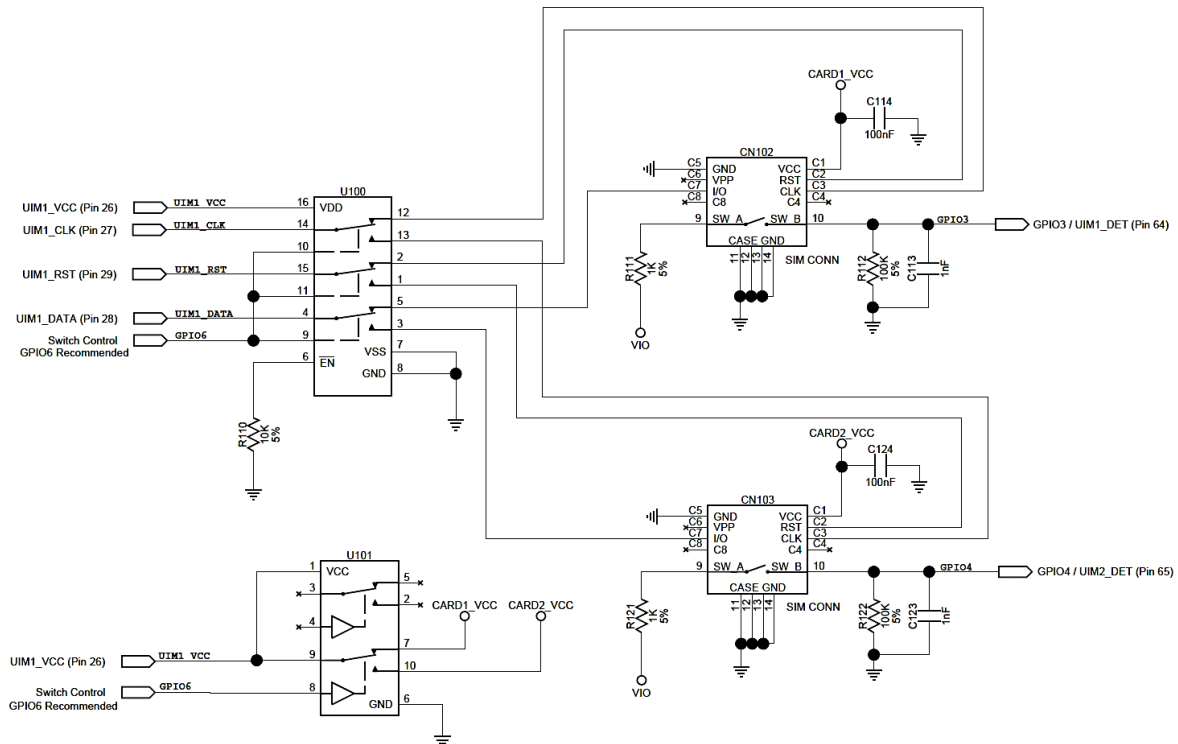 CARD1_VCC
C114
100nF
CN102
C5 GND VCC C1
C6 VPP RST C2
C7 I/O CLK C3
C8 C8 C4 C4
9 SW_A SW_B 10
GPIO3
GPIO3 / UIM1_DET (Pin 64)
CASE GND
11 12 13 14
SIM CONN
R111
1K
5%
VIO
R112
100K
5%
C113
1nF
U100
UIM1_VCC (Pin 26) UIM1 VCC 16 VDD
12
UIM1_CLK (Pin 27) UIM1_CLK 14
13
10
2
UIM1_RST (Pin 29) UIM1_RST 15
1
11
5
UIM1_DATA (Pin 28) UIM1_DATA 4
3
Switch Control
GPIO6 Recommended
GPIO6 9
VSS 7
6 EN
GND 8
R110
10K
5%
CARD2_VCC
C124
100nF
CN103
C5 GND VCC C1
C6 VPP RST C2
C7 I/O CLK C3
C8 C8 C4 C4
9 SW_A SW_B 10
GPIO4
GPIO4 / UIM2_DET (Pin 65)
CASE GND
11 12 13 14
SIM CONN
R121
1K
5%
VIO
R122
100K
5%
C123
1nF
U101
1 VCC
5
3
2
4
CARD1_VCC CARD2_VCC
7
UIM1_VCC (Pin 26) UIM1 VCC 9
10
Switch Control
GPIO6 Recommended
GPIO6 8
GND 6